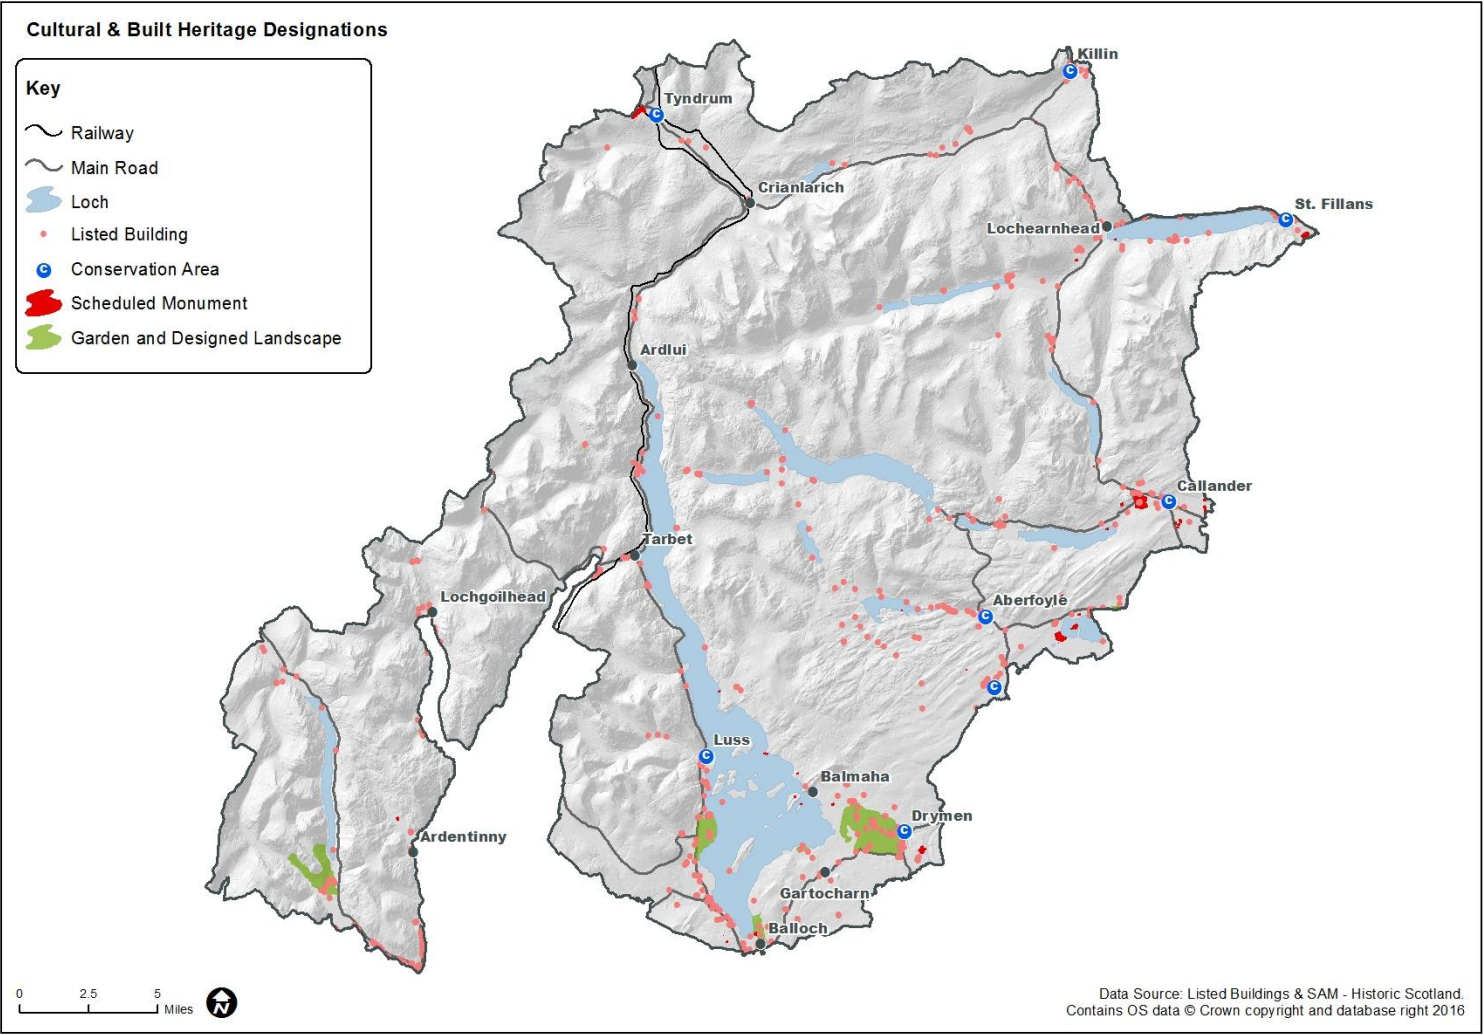 Cultural & Built Heritage Designations
Key
Railway
Main Road
Loch
Listed Building
C Conservation Area
Scheduled Monument
Garden and Designed Landscape
Killin
C
Tyndrum
C
Crianlarich
St. Fillans
C
Lochearnhead
Ardlui
Callander
C
Tarbet
Lochgoilhead
Aberfoyle
C
C
Luss
C
Balmaha
Drymen
C
Ardentinny
Gartocharn
Balloch
0 2.5 5
Miles
N
Data Source: Listed Buildings & SAM - Historic Scotland.
Contains OS data © Crown copyright and database right 2016